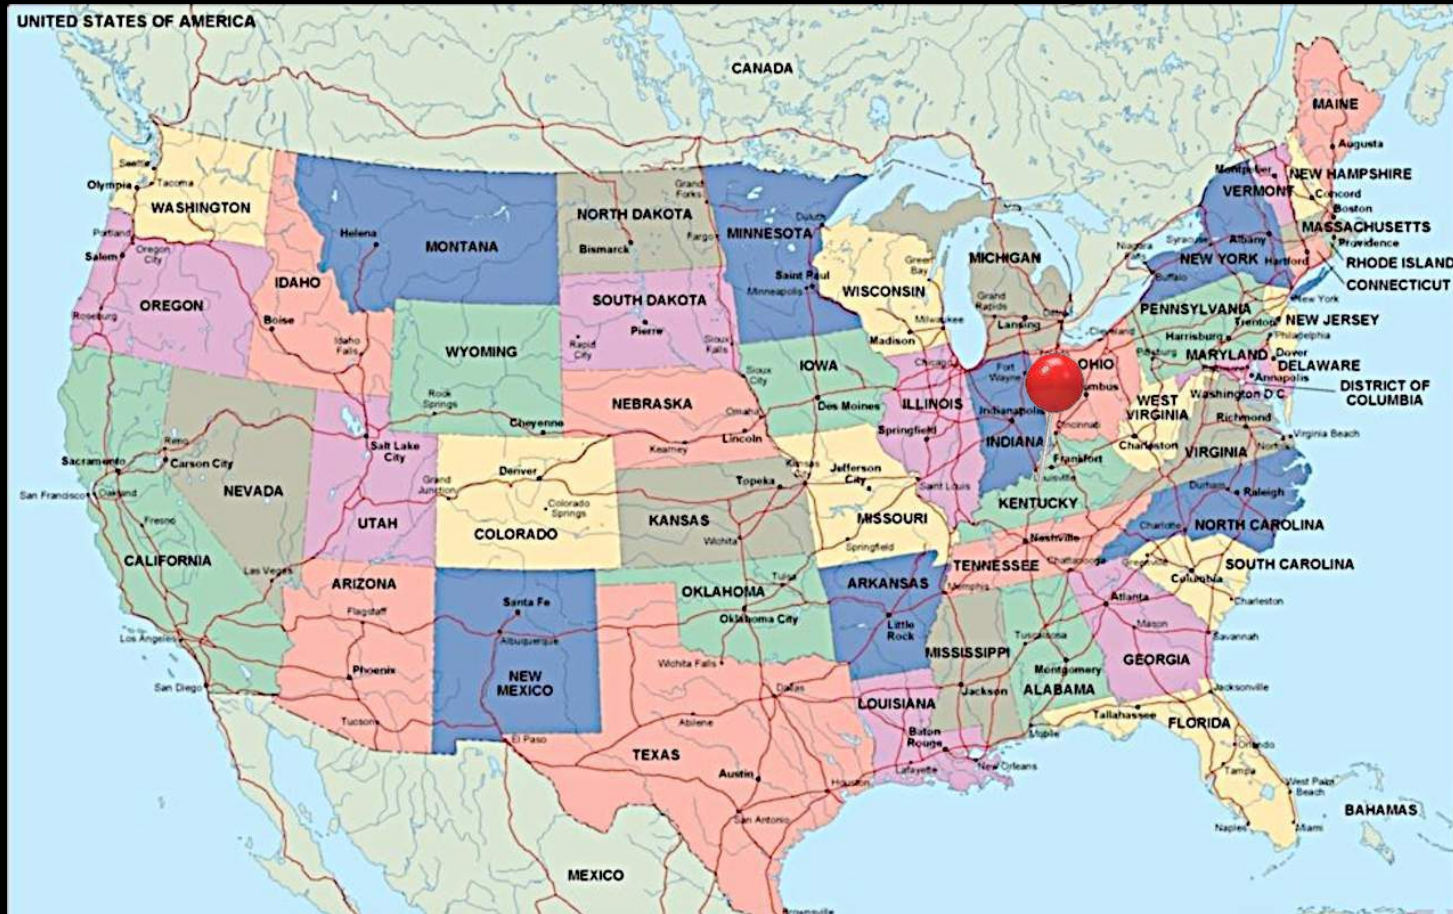 UNITED STATES OF AMERICA
CANADA
MAINE
Augusta
Seattle
Olympia
Tacoma
WASHINGTON
Portland
Salem
Oregon
City
OREGON
Roseburg
IDAHO
Boise
Idaho
Falls
Helena
MONTANA
NORTH DAKOTA
Bismarck
Grand
Forks
Fargo
MINNESOTA
Duluth
Saint Paul
Minneapolis
SOUTH DAKOTA
Pierre
Rapid
City
Sioux
Falls
WYOMING
Rock
Springs
Cheyenne
NEBRASKA
Omaha
Lincoln
Kearney
Sioux
City
IOWA
Des Moines
WISCONSIN
Green
Bay
Milwaukee
Madison
MICHIGAN
Grand
Rapids
Lansing
Chicago
ILLINOIS
Springfield
Fort
Wayne
Indianapolis
INDIANA
OHIO
Cleveland
Cincinnati
Montpelier
VERMONT
NEW HAMPSHIRE
Concord
Boston
MASSACHUSETTS
Providence
RHODE ISLAND
CONNECTICUT
Albany
Syracuse
NEW YORK
Hartford
Niagara
Falls
Buffalo
New York
PENNSYLVANIA
Trenton
NEW JERSEY
Harrisburg
Philadelphia
MARYLAND
Dover
DELAWARE
Annapolis
DISTRICT OF
COLUMBIA
Washington D.C.
WEST
VIRGINIA
Charleston
Richmond
Virginia Beach
VIRGINIA
Frankfort
Louisville
KENTUCKY
Sacramento
San Francisco
Oakland
Reno
Carson City
NEVADA
Fresno
CALIFORNIA
Las Vegas
Los Angeles
San Diego
Salt Lake
City
UTAH
Grand
Junction
Denver
Colorado
Springs
COLORADO
Topeka
KANSAS
Wichita
Kansas
City
Jefferson
City
Saint Louis
MISSOURI
Springfield
ARIZONA
Flagstaff
Phoenix
Tucson
Santa Fe
Albuquerque
NEW
MEXICO
El Paso
OKLAHOMA
Tulsa
Oklahoma City
Wichita Falls
ARKANSAS
Little
Rock
TENNESSEE
Nashville
Memphis
Durham
Raleigh
Charlotte
NORTH CAROLINA
SOUTH CAROLINA
Columbia
Charleston
Atlanta
Macon
Savannah
GEORGIA
Tuscaloosa
Montgomery
ALABAMA
Mobile
MISSISSIPPI
Jackson
LOUISIANA
Baton
Rouge
Lafayette
New Orleans
Dallas
Abilene
TEXAS
Austin
Houston
San Antonio
Brownsville
Jacksonville
Tallahassee
FLORIDA
Orlando
Tampa
West Palm
Beach
Naples
Miami
BAHAMAS
MEXICO